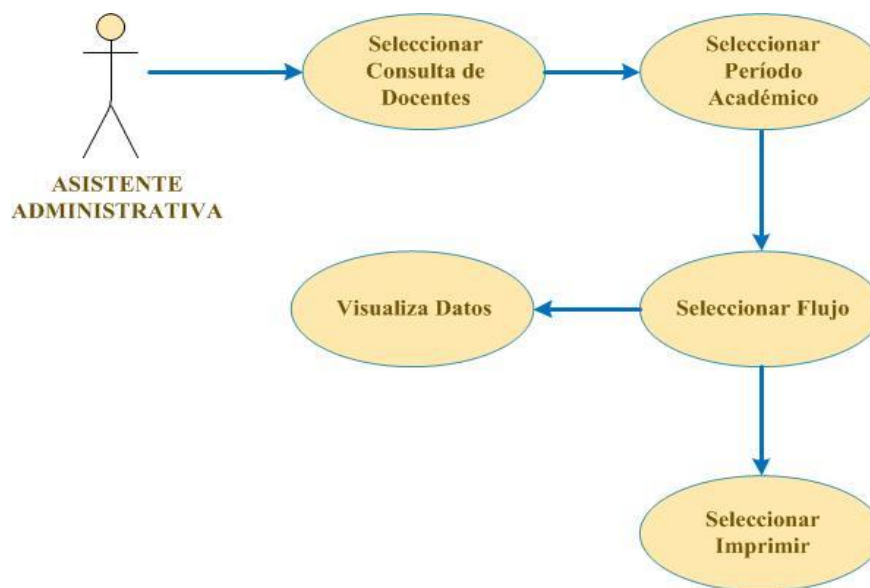 Seleccionar
Consulta de
Docentes
Seleccionar
Período
Académico
ASISTENTE
ADMINISTRATIVA
Visualiza Datos
Seleccionar Flujo
Seleccionar
Imprimir